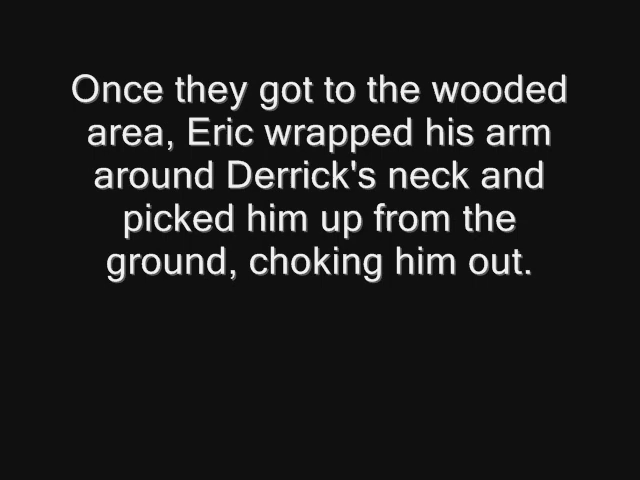 Once they got to the wooded
area, Eric wrapped his arm
around Derrick's neck and
picked him up from the
ground, choking him out.